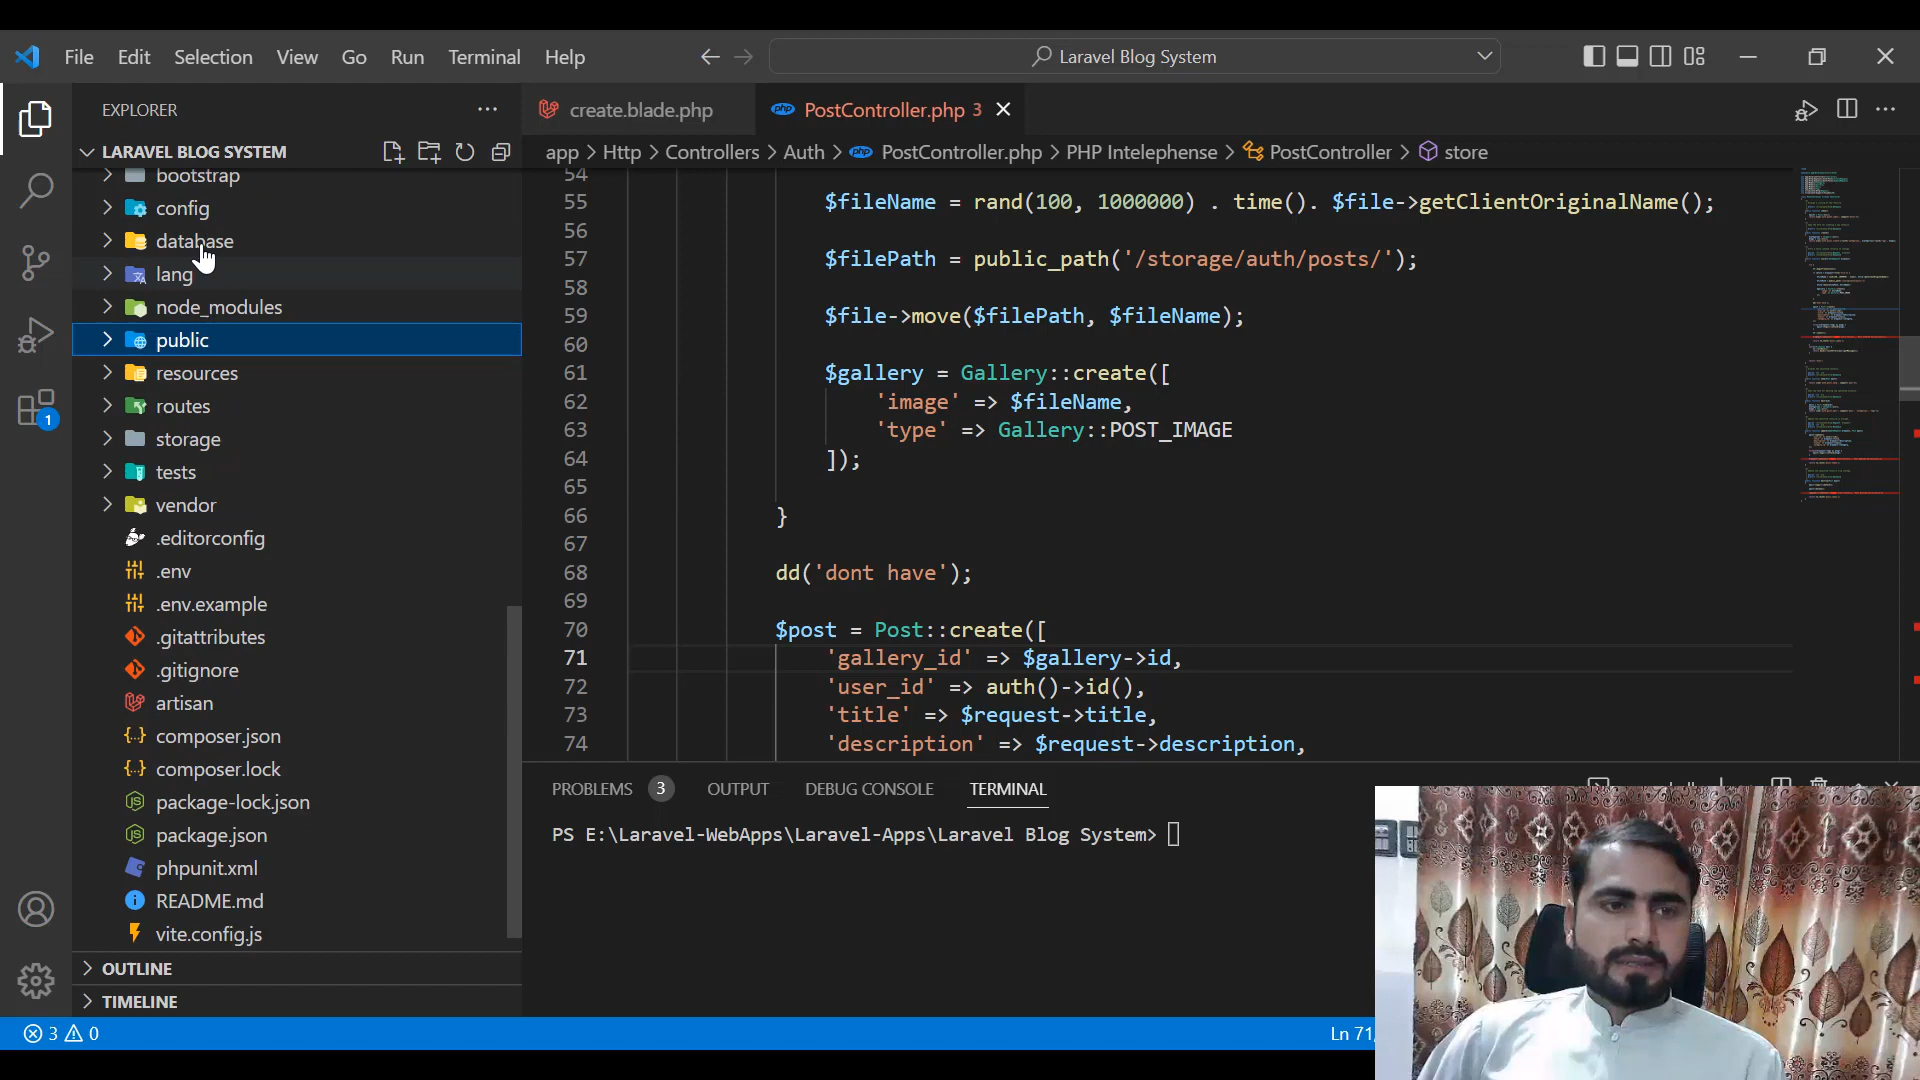 File Edit Selection View Go Run Terminal Help
Laravel Blog System
EXPLORER
LARAVEL BLOG SYSTEM
bootstrap
config
database
lang
node_modules
public
resources
routes
storage
tests
vendor
.editorconfig
.env
.env.example
.gitattributes
.gitignore
artisan
composer.json
composer.lock
package-lock.json
package.json
phpunit.xml
README.md
vite.config.js
OUTLINE
TIMELINE
1
create.blade.php
PostController.php 3
app > Http > Controllers > Auth > PostController.php > PHP Intelephense > PostController > store
54
55 $fileName = rand(100, 1000000) . time(). $file->getClientOriginalName();
56
57 $filePath = public_path('/storage/auth/posts/');
58
59 $file->move($filePath, $fileName);
60
61 $gallery = Gallery::create([
62 'image' => $fileName,
63 'type' => Gallery::POST_IMAGE
64 ]);
65
66 }
67
68 dd('dont have');
69
70 $post = Post::create([
71 'gallery_id' => $gallery->id,
72 'user_id' => auth()->id(),
73 'title' => $request->title,
74 'description' => $request->description,
PROBLEMS 3 OUTPUT DEBUG CONSOLE TERMINAL
PS E:\Laravel-WebApps\Laravel-Apps\Laravel Blog System>
3 0
Ln 71,